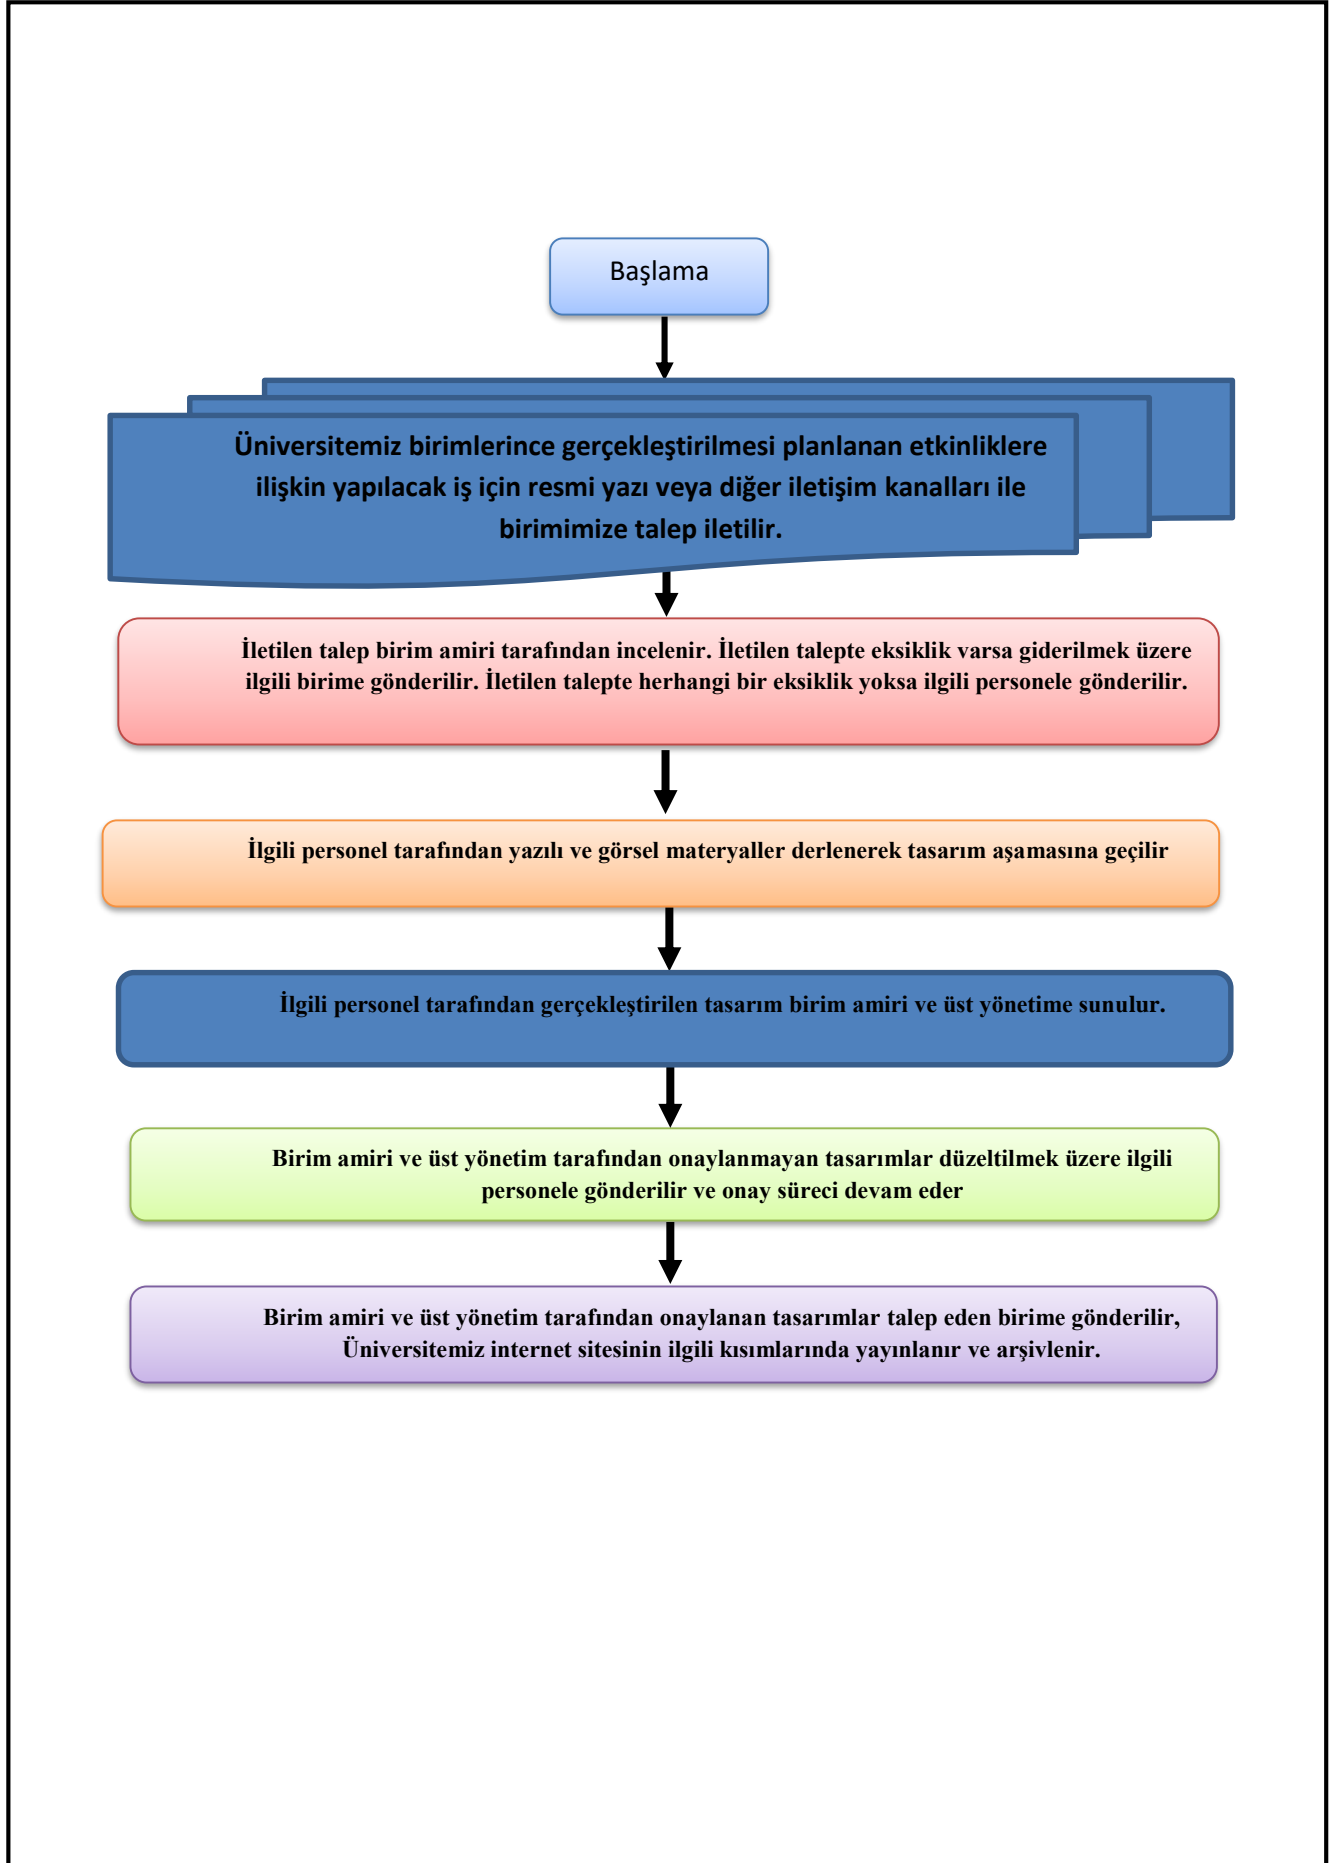 Başlama
Üniversitemiz birimlerince gerçekleştirilmesi planlanan etkinliklere
ilişkin yapılacak iş için resmi yazı veya diğer iletişim kanalları ile
birimimize talep iletilir.
İletilen talep birim amiri tarafından incelenir. İletilen talepte eksiklik varsa giderilmek üzere
ilgili birime gönderilir. İletilen talepte herhangi bir eksiklik yoksa ilgili personele gönderilir.
İlgili personel tarafından yazılı ve görsel materyaller derlenerek tasarım aşamasına geçilir
İlgili personel tarafından gerçekleştirilen tasarım birim amiri ve üst yönetime sunulur.
Birim amiri ve üst yönetim tarafından onaylanmayan tasarımlar düzeltilmek üzere ilgili
personele gönderilir ve onay süreci devam eder
Birim amiri ve üst yönetim tarafından onaylanan tasarımlar talep eden birime gönderilir,
Üniversitemiz internet sitesinin ilgili kısımlarında yayınlanır ve arşivlenir.